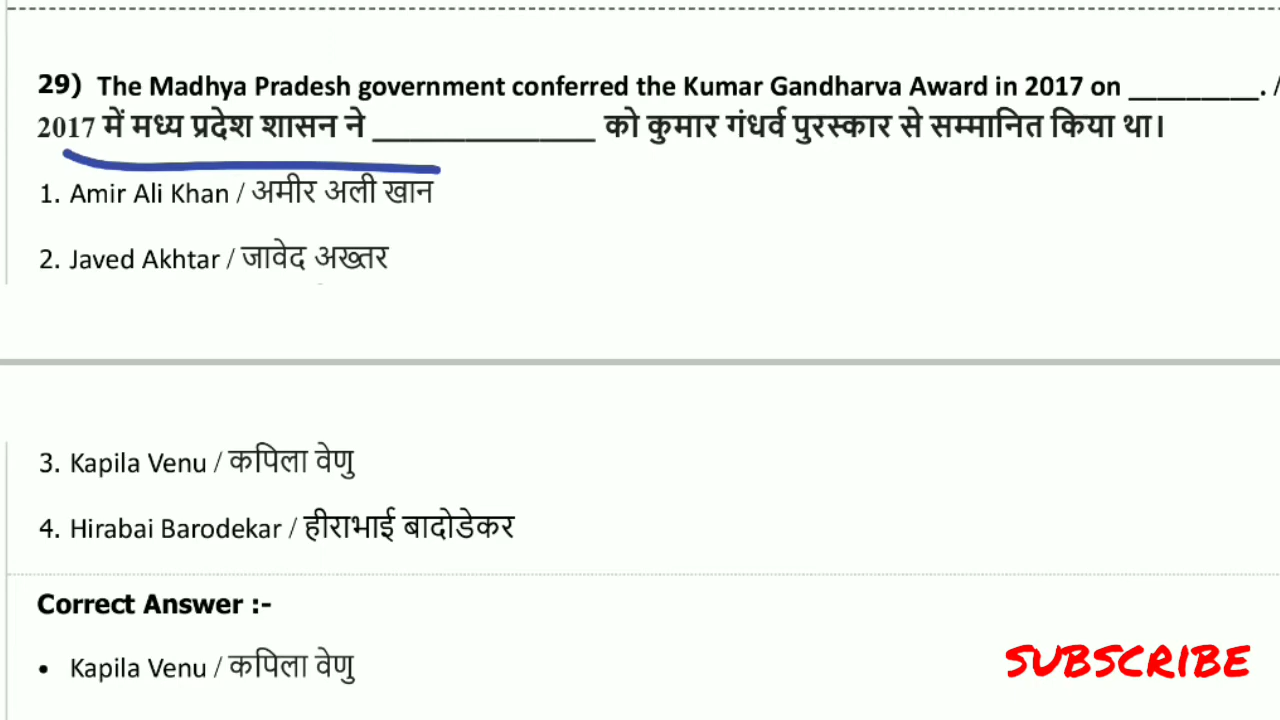 29) The Madhya Pradesh government conferred the Kumar Gandharva Award in 2017 on _________. /
2017 में मध्य प्रदेश शासन ने ______________ को कुमार गंधर्व पुरस्कार से सम्मानित किया था।
1. Amir Ali Khan / अमीर अली खान
2. Javed Akhtar / जावेद अख्तर
3. Kapila Venu / कपिला वेणु
4. Hirabai Barodekar / हीराभाई बादोडेकर
Correct Answer :-
• Kapila Venu / कपिला वेणु
SUBSCRIBE